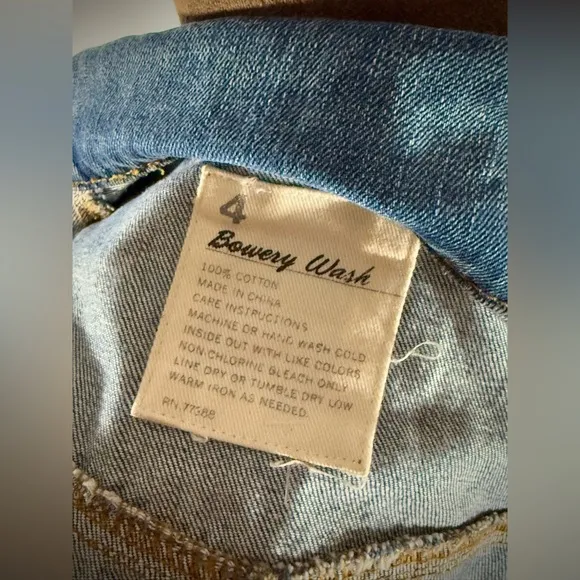 4
Bowery Wash
100% COTTON
MADE IN CHINA
CARE INSTRUCTIONS
MACHINE OR HAND WASH COLD
INSIDE OUT WITH LIKE COLORS
NON-CHLORINE BLEACH ONLY
LINE DRY OR TUMBLE DRY LOW
WARM IRON AS NEEDED.
RN 77388